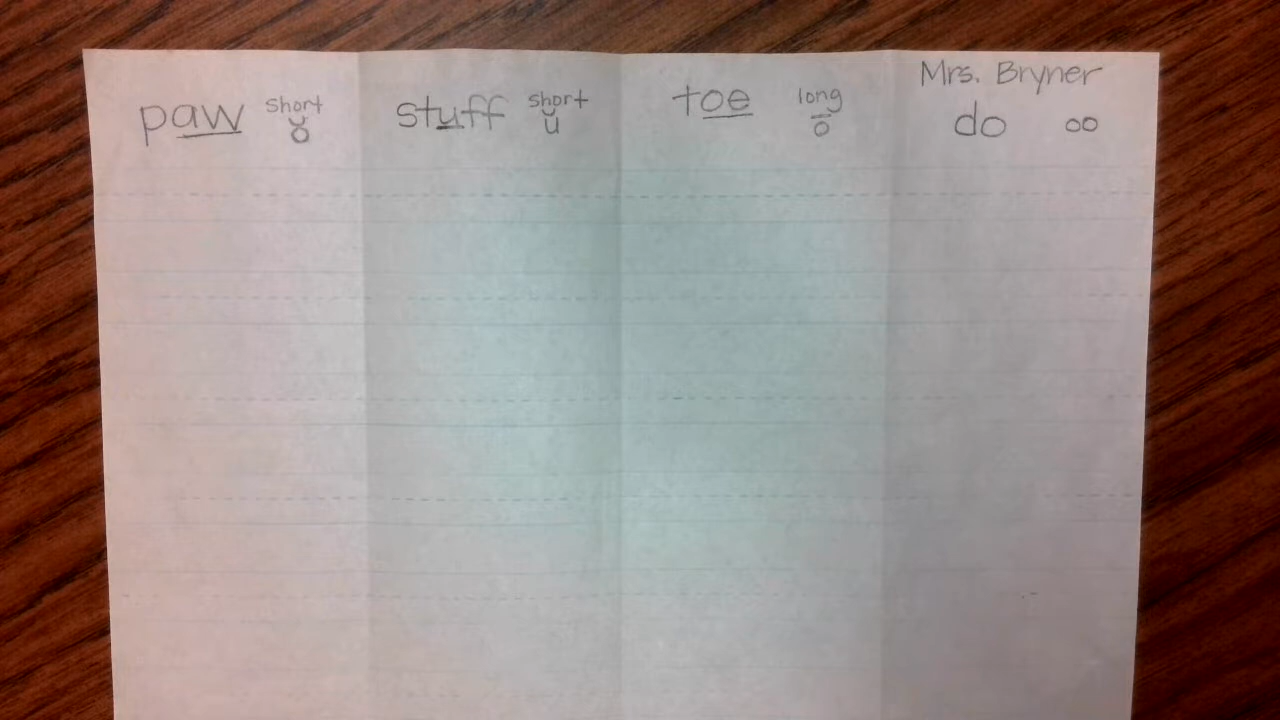 Mrs. Bryner
paw short ŏ
stuff short ŭ
toe long ō
do oo